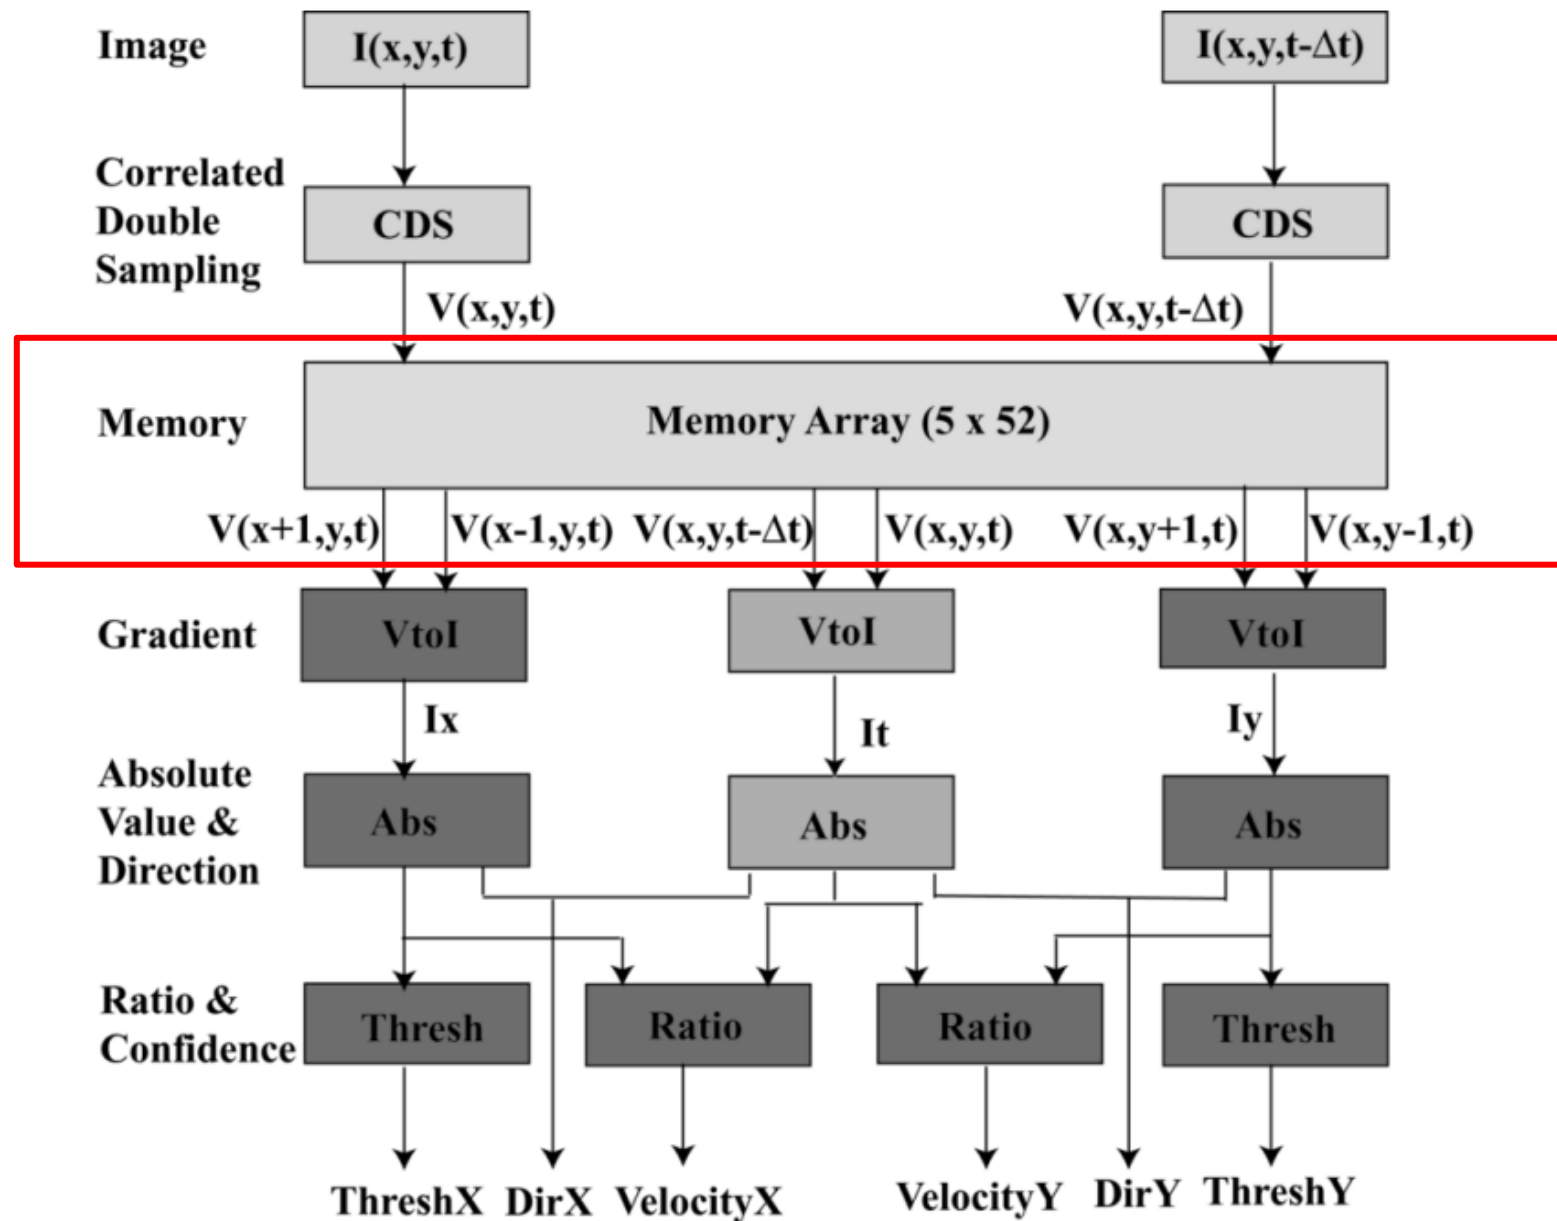 Image
I(x,y,t)
I(x,y,t-Δt)
Correlated
Double
Sampling
CDS
CDS
V(x,y,t)
V(x,y,t-Δt)
Memory
Memory Array (5 x 52)
V(x+1,y,t)
V(x-1,y,t)
V(x,y,t-Δt)
V(x,y,t)
V(x,y+1,t)
V(x,y-1,t)
Gradient
VtoI
VtoI
VtoI
Ix
It
Iy
Absolute
Value &
Direction
Abs
Abs
Abs
Ratio &
Confidence
Thresh
Ratio
Ratio
Thresh
ThreshX
DirX
VelocityX
VelocityY
DirY
ThreshY